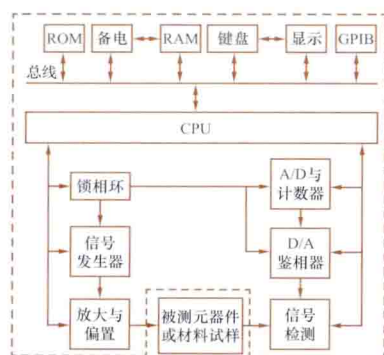 ROM 备电 RAM 键盘 显示 GPIB
总线
CPU
锁相环
A/D与
计数器
信号
发生器
D/A
鉴相器
放大与
偏置
被测元器件
或材料试样
信号
检测